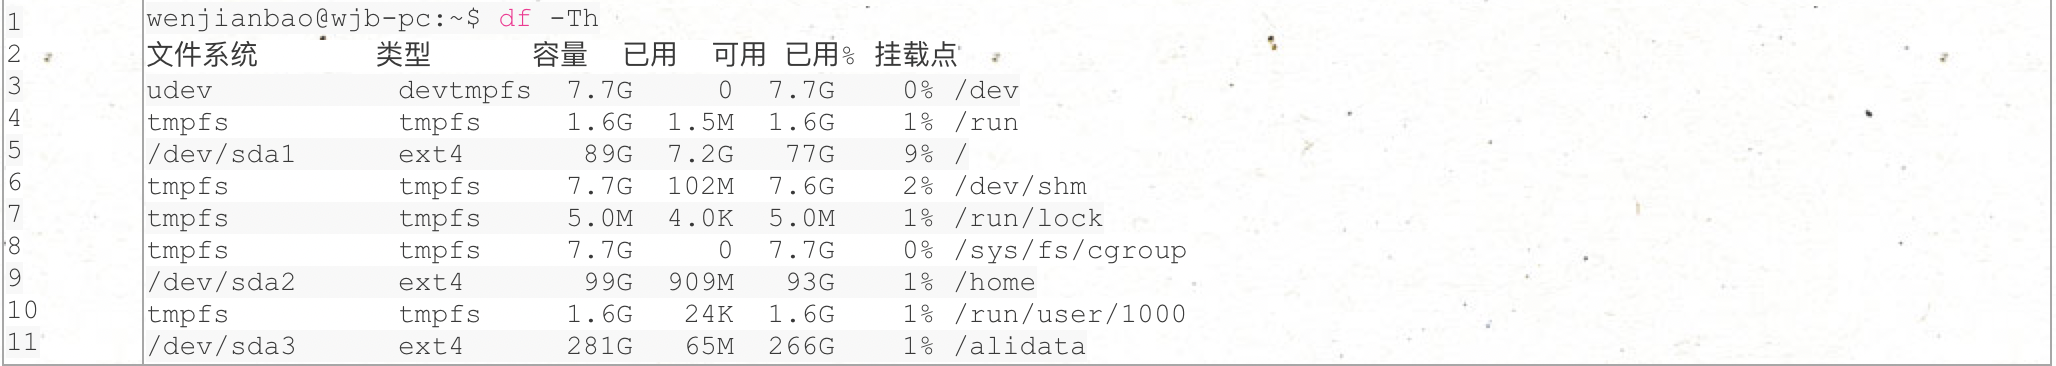 1 wenjianbao@wjb-pc:~$ df -Th
2 文件系统 类型 容量 已用 可用 已用% 挂载点
3 udev devtmpfs 7.7G 0 7.7G 0% /dev
4 tmpfs tmpfs 1.6G 1.5M 1.6G 1% /run
5 /dev/sda1 ext4 89G 7.2G 77G 9% /
6 tmpfs tmpfs 7.7G 102M 7.6G 2% /dev/shm
7 tmpfs tmpfs 5.0M 4.0K 5.0M 1% /run/lock
8 tmpfs tmpfs 7.7G 0 7.7G 0% /sys/fs/cgroup
9 /dev/sda2 ext4 99G 909M 93G 1% /home
10 tmpfs tmpfs 1.6G 24K 1.6G 1% /run/user/1000
11 /dev/sda3 ext4 281G 65M 266G 1% /alidata